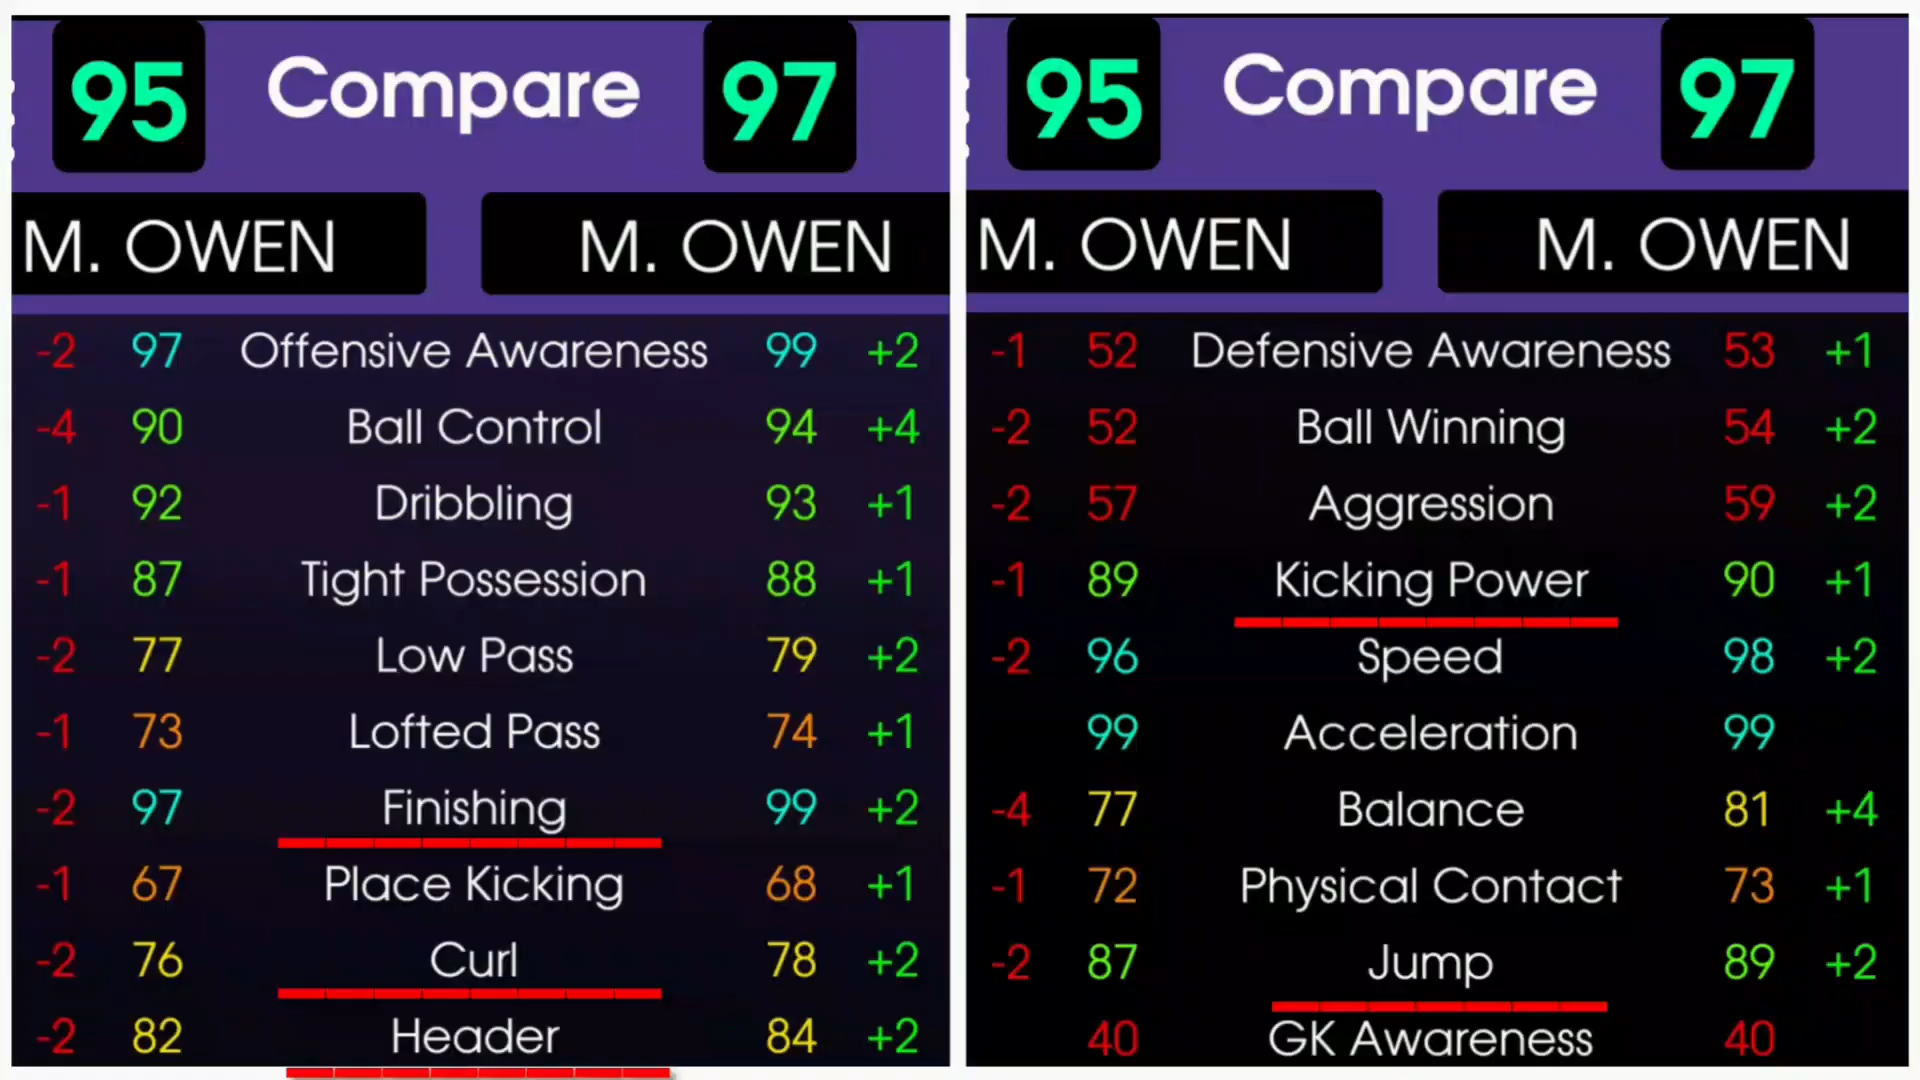 95 Compare 97
M. OWEN M. OWEN
-2 97 Offensive Awareness 99 +2
-4 90 Ball Control 94 +4
-1 92 Dribbling 93 +1
-1 87 Tight Possession 88 +1
-2 77 Low Pass 79 +2
-1 73 Lofted Pass 74 +1
-2 97 Finishing 99 +2
-1 67 Place Kicking 68 +1
-2 76 Curl 78 +2
-2 82 Header 84 +2
95 Compare 97
M. OWEN M. OWEN
-1 52 Defensive Awareness 53 +1
-2 52 Ball Winning 54 +2
-2 57 Aggression 59 +2
-1 89 Kicking Power 90 +1
-2 96 Speed 98 +2
99 Acceleration 99
-4 77 Balance 81 +4
-1 72 Physical Contact 73 +1
-2 87 Jump 89 +2
40 GK Awareness 40